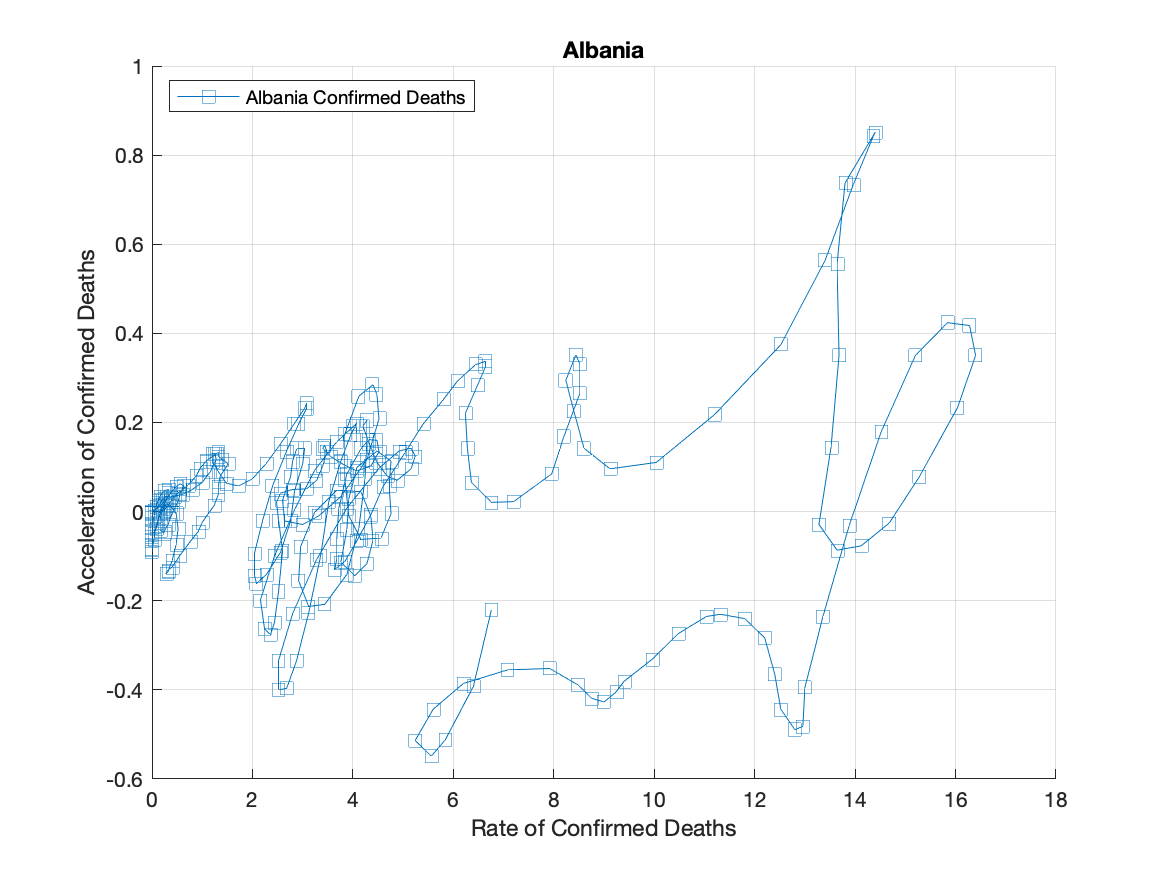 Albania
Albania Confirmed Deaths
Acceleration of Confirmed Deaths
1
0.8
0.6
0.4
0.2
0
-0.2
-0.4
-0.6
0 2 4 6 8 10 12 14 16 18
Rate of Confirmed Deaths